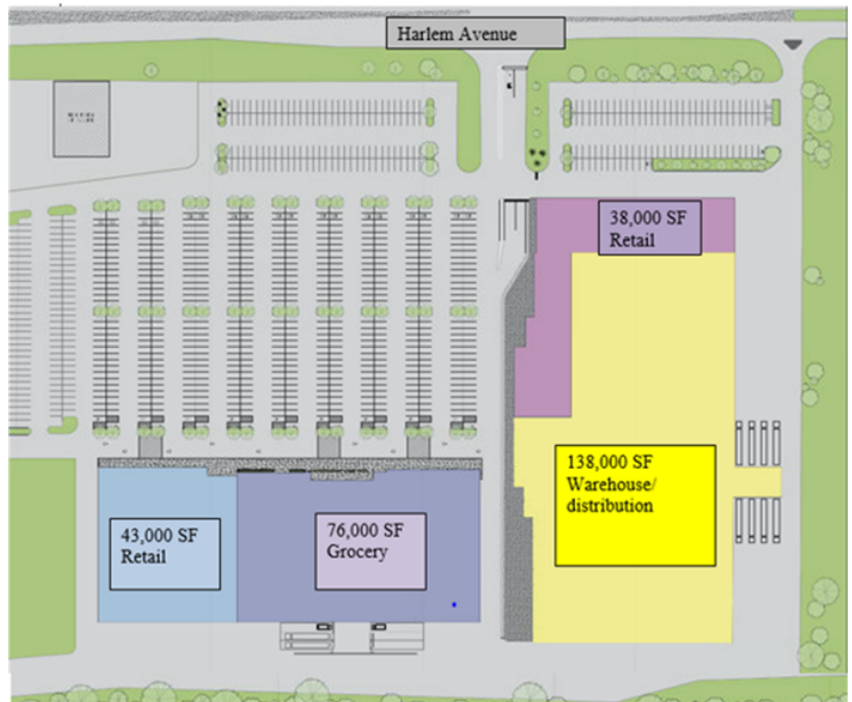 Harlem Avenue
38,000 SF
Retail
138,000 SF
Warehouse/
distribution
43,000 SF
Retail
76,000 SF
Grocery